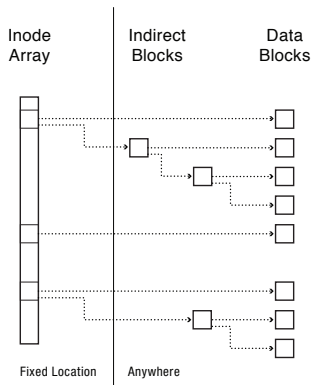 Inode
Array
Indirect
Blocks
Data
Blocks
Fixed Location
Anywhere